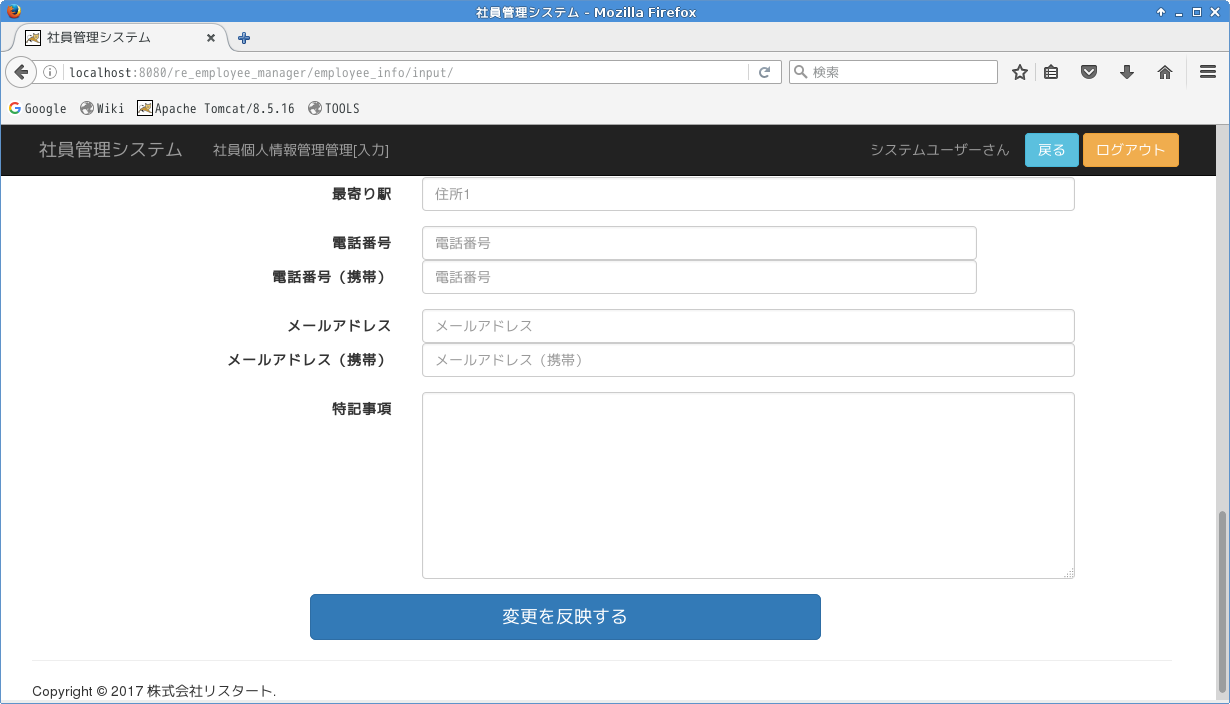 社員管理システム - Mozilla Firefox
社員管理システム
localhost:8080/re_employee_manager/employee_info/input/
検索
Google Wiki Apache Tomcat/8.5.16 TOOLS
社員管理システム 社員個人情報管理管理[入力] システムユーザーさん 戻る ログアウト
最寄り駅 住所1
電話番号 電話番号
電話番号（携帯） 電話番号
メールアドレス メールアドレス
メールアドレス（携帯） メールアドレス（携帯）
特記事項
変更を反映する
Copyright © 2017 株式会社リスタート.